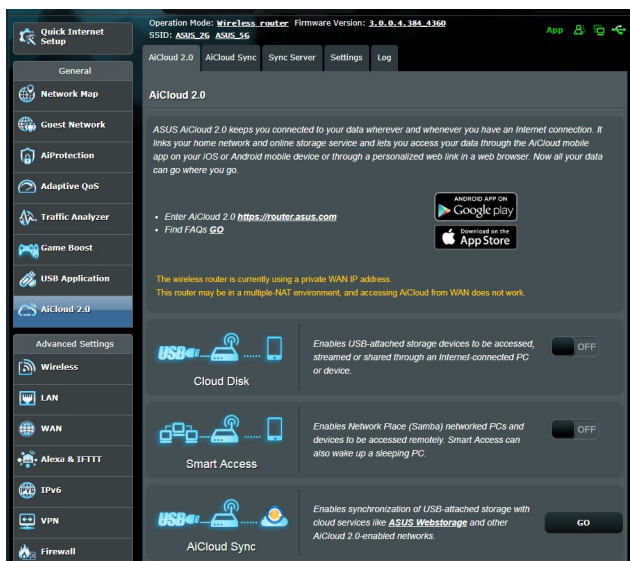 Quick Internet
Setup
General
Network Map
Guest Network
AiProtection
Adaptive QoS
Traffic Analyzer
Game Boost
USB Application
AiCloud 2.0
Advanced Settings
Wireless
LAN
WAN
Alexa & IFTTT
IPv6
VPN
Firewall
Operation Mode: Wireless router Firmware Version: 3.0.0.4.384_4360
SSID: ASUS_2G ASUS_5G
App
AiCloud 2.0 AiCloud Sync Sync Server Settings Log
AiCloud 2.0
ASUS AiCloud 2.0 keeps you connected to your data wherever and whenever you have an Internet connection. It
links your home network and online storage service and lets you access your data through the AiCloud mobile
app on your iOS or Android mobile device or through a personalized web link in a web browser. Now all your data
can go where you go.
• Enter AiCloud 2.0 https://router.asus.com
• Find FAQs GO
ANDROID APP ON
Google play
Download on the
App Store
The wireless router is currently using a private WAN IP address.
This router may be in a multiple-NAT environment, and accessing AiCloud from WAN does not work.
USB
Cloud Disk
Enables USB-attached storage devices to be accessed,
streamed or shared through an Internet-connected PC
or device.
OFF
Smart Access
Enables Network Place (Samba) networked PCs and
devices to be accessed remotely. Smart Access can
also wake up a sleeping PC.
OFF
USB
AiCloud Sync
Enables synchronization of USB-attached storage with
cloud services like ASUS Webstorage and other
AiCloud 2.0-enabled networks.
GO